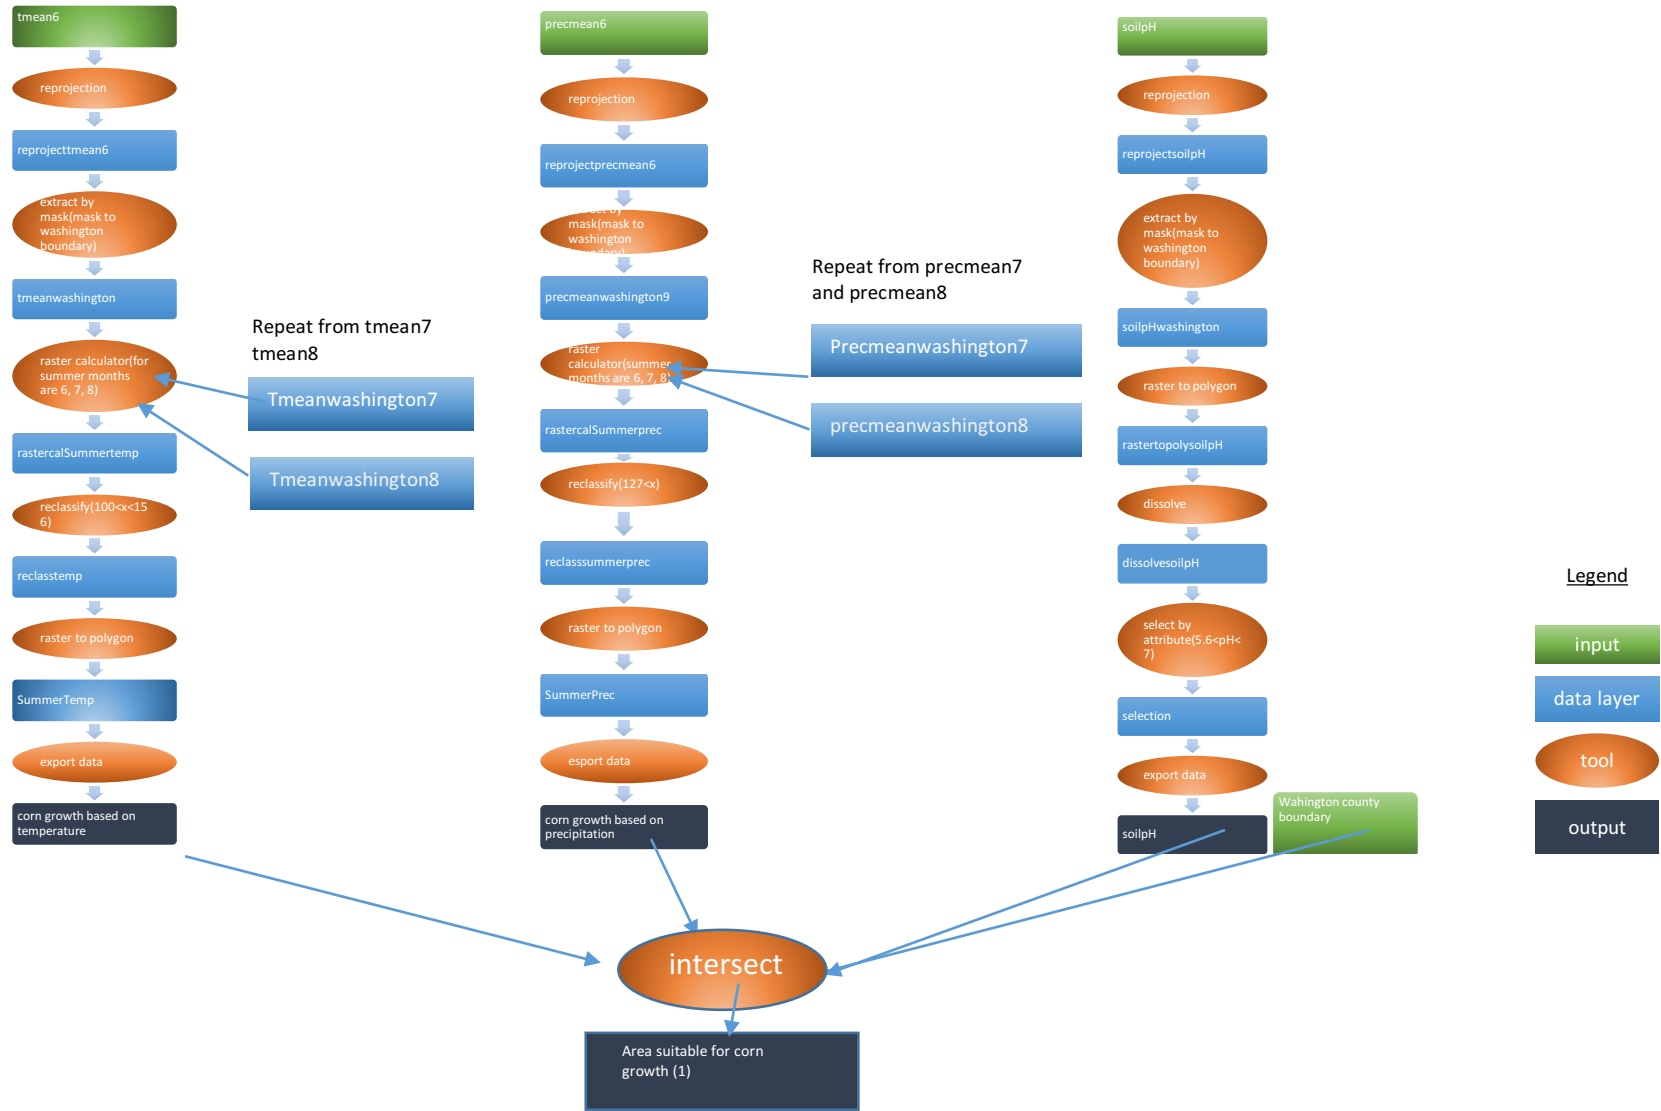 tmean6
reprojection
reprojecttmean6
extract by
mask(mask to
washington
boundary)
tmeanwashington
raster calculator(for
summer months
are 6, 7, 8)
rastercalSummertemp
reclassify(100<x<15
6)
reclasstemp
raster to polygon
SummerTemp
export data
corn growth based on
temperature
Repeat from tmean7
tmean8
Tmeanwashington7
Tmeanwashington8
precmean6
reprojection
reprojectprecmean6
extract by
mask(mask to
washington
boundary)
precmeanwashington9
raster
calculator(summer
months are 6, 7, 8)
rastercalSummerprec
reclassify(127<x)
reclasssummerprec
raster to polygon
SummerPrec
esport data
corn growth based on
precipitation
Repeat from precmean7
and precmean8
Precmeanwashington7
precmeanwashington8
soilpH
reprojection
reprojectsoilpH
extract by
mask(mask to
washington
boundary)
soilpHwashington
raster to polygon
rastertopolysoilpH
dissolve
dissolvesoilpH
select by
attribute(5.6<pH<
7)
selection
export data
soilpH
Wahington county
boundary
intersect
Area suitable for corn
growth (1)
Legend
input
data layer
tool
output